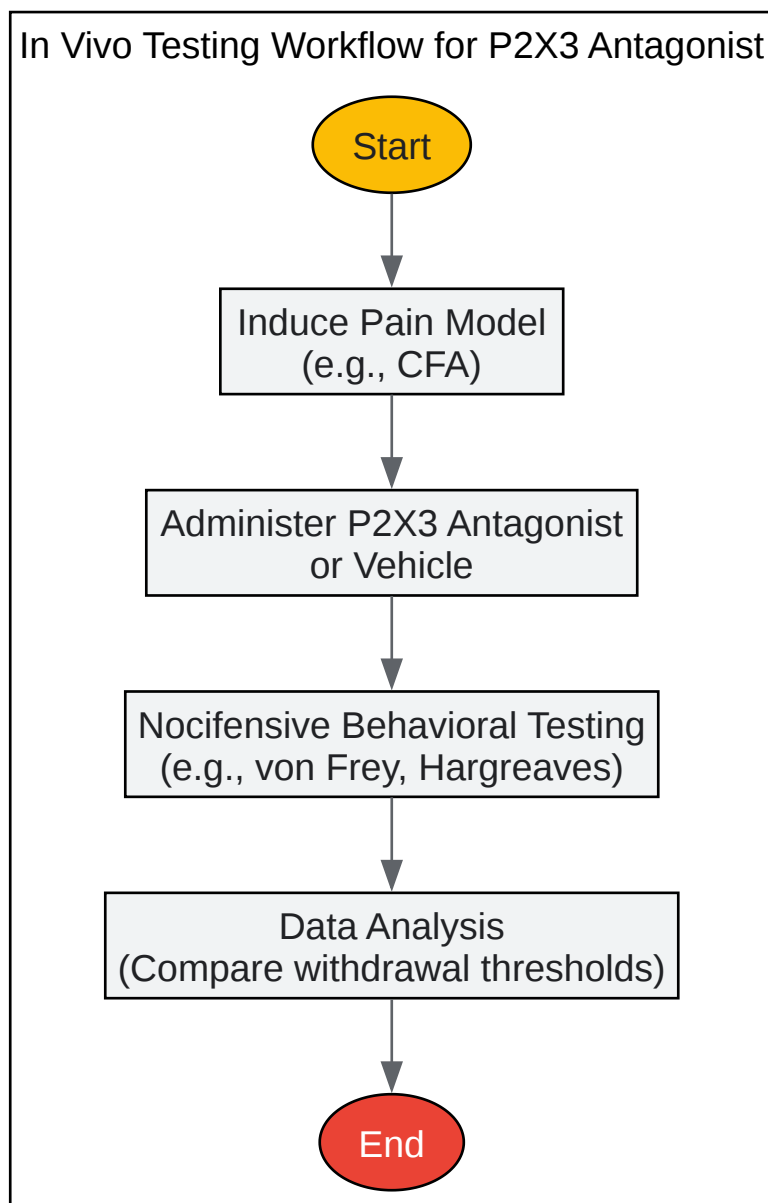 In Vivo Testing Workflow for P2X3 Antagonist
Start
Induce Pain Model
(e.g., CFA)
Administer P2X3 Antagonist
or Vehicle
Nocifensive Behavioral Testing
(e.g., von Frey, Hargreaves)
Data Analysis
(Compare withdrawal thresholds)
End